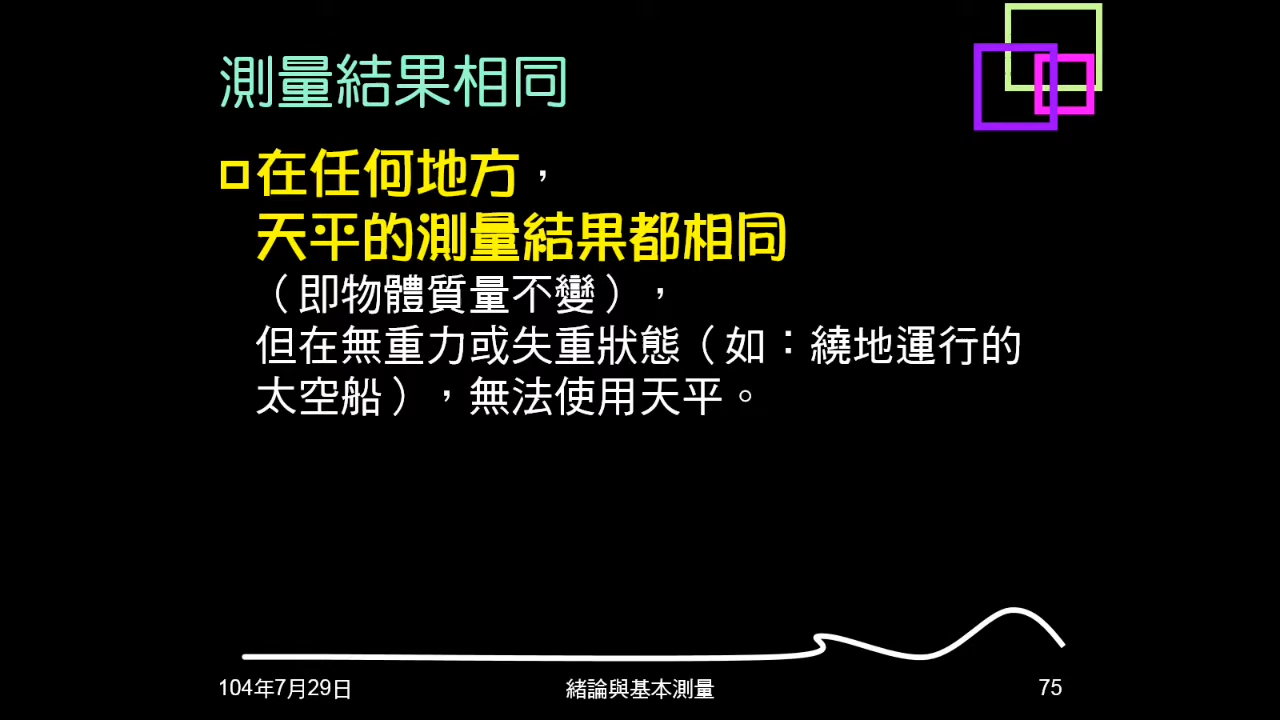 測量結果相同
在任何地方，
天平的測量結果都相同
（即物體質量不變），
但在無重力或失重狀態（如：繞地運行的
太空船），無法使用天平。
104年7月29日
緒論與基本測量
75